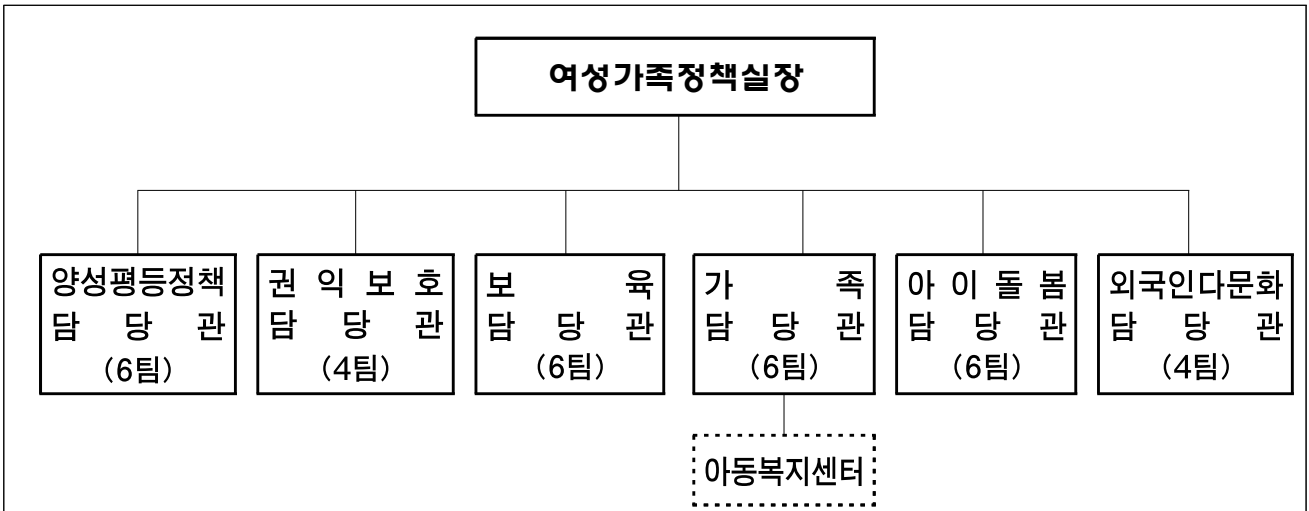 여성가족정책실장
양성평등정책
담당관
(6팀)
권익보호
담당관
(4팀)
보육
담당관
(6팀)
가족
담당관
(6팀)
아이돌봄
담당관
(6팀)
외국인다문화
담당관
(4팀)
아동복지센터